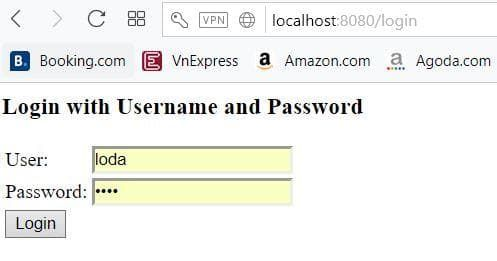 VPN localhost:8080/login
B. Booking.com E VnExpress a Amazon.com a Agoda.com
Login with Username and Password
User: loda
Password: ••••
Login